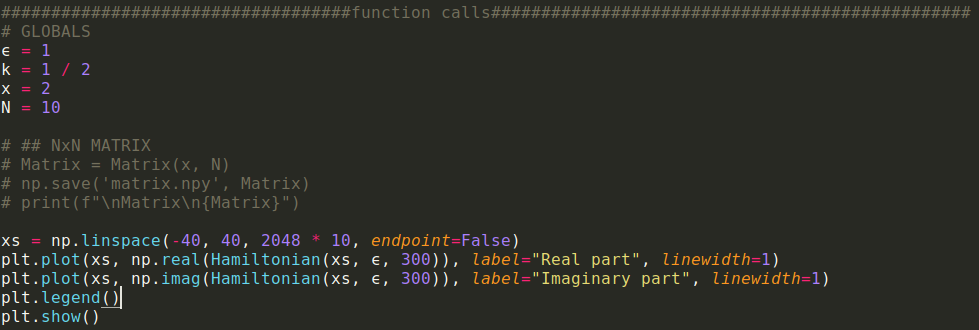 ###################################function calls################################################
# GLOBALS
ϵ = 1
k = 1 / 2
x = 2
N = 10
# ## NxN MATRIX
# Matrix = Matrix(x, N)
# np.save('matrix.npy', Matrix)
# print(f"\nMatrix\n{Matrix}")
xs = np.linspace(-40, 40, 2048 * 10, endpoint=False)
plt.plot(xs, np.real(Hamiltonian(xs, ϵ, 300)), label="Real part", linewidth=1)
plt.plot(xs, np.imag(Hamiltonian(xs, ϵ, 300)), label="Imaginary part", linewidth=1)
plt.legend()
plt.show()